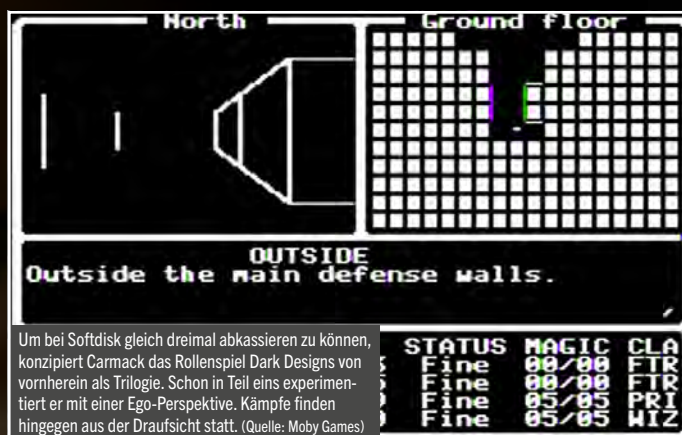 North
Ground floor
OUTSIDE
Outside the main defense walls.
Um bei Softdisk gleich dreimal abkassieren zu können,
konzipiert Carmack das Rollenspiel Dark Designs von
vornherein als Trilogie. Schon in Teil eins experimen-
tiert er mit einer Ego-Perspektive. Kämpfe finden
hingegen aus der Draufsicht statt. (Quelle: Moby Games)
STATUS MAGIC CLA
Fine 00/00 FTR
Fine 00/00 FTR
Fine 05/05 PRI
Fine 05/05 WIZ